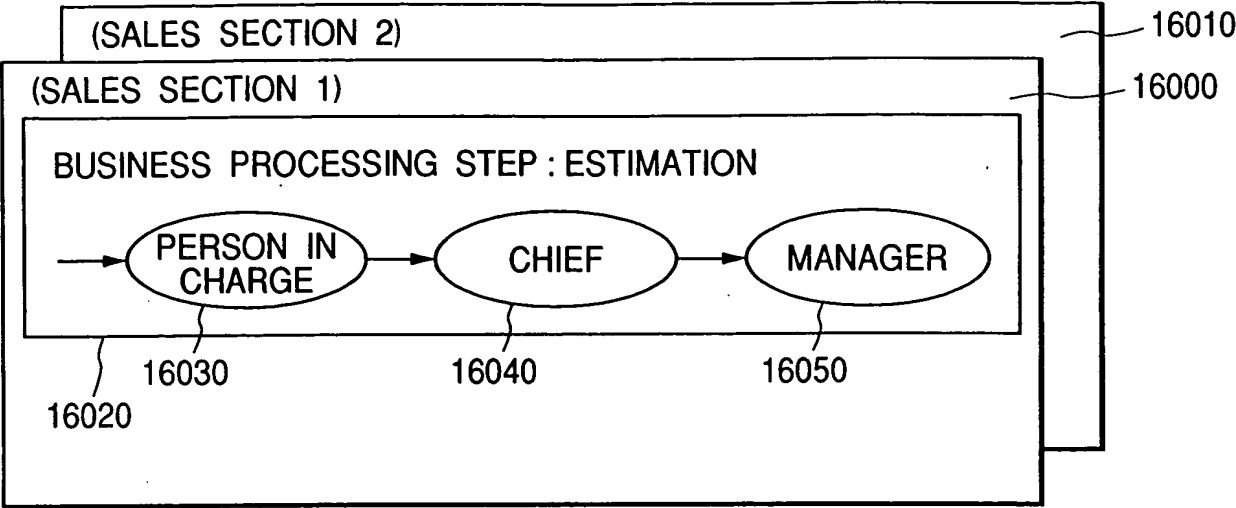 (SALES SECTION 2)
16010
(SALES SECTION 1)
16000
BUSINESS PROCESSING STEP : ESTIMATION
PERSON IN
CHARGE
CHIEF
MANAGER
16030
16040
16050
16020